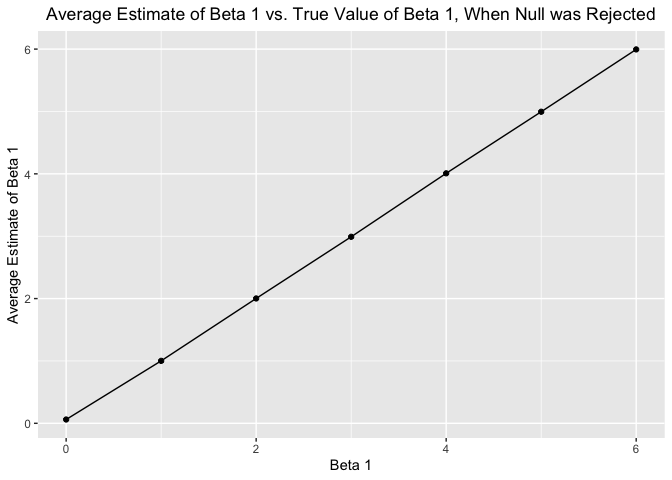 Average Estimate of Beta 1 vs. True Value of Beta 1, When Null was Rejected
Average Estimate of Beta 1
6
4
2
0
0 2 4 6
Beta 1